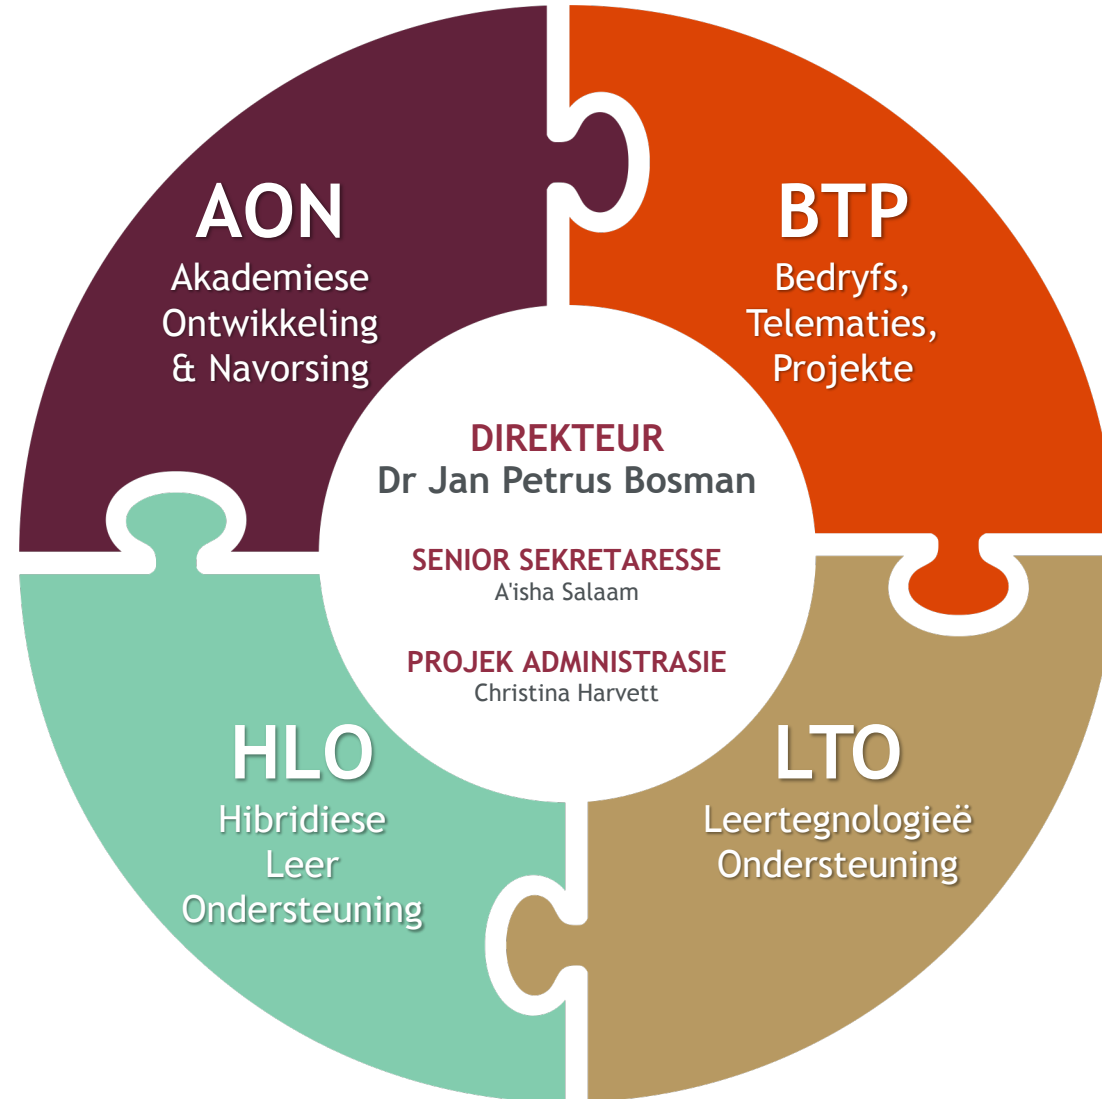 AON
Akademiese
Ontwikkeling
& Navorsing
BTP
Bedryfs,
Telematies,
Projekte
DIREKTEUR
Dr Jan Petrus Bosman
SENIOR SEKRETARESSE
A'isha Salaam
PROJEK ADMINISTRASIE
Christina Harvett
HLO
Hibridiese
Leer
Ondersteuning
LTO
Leertegnologieë
Ondersteuning